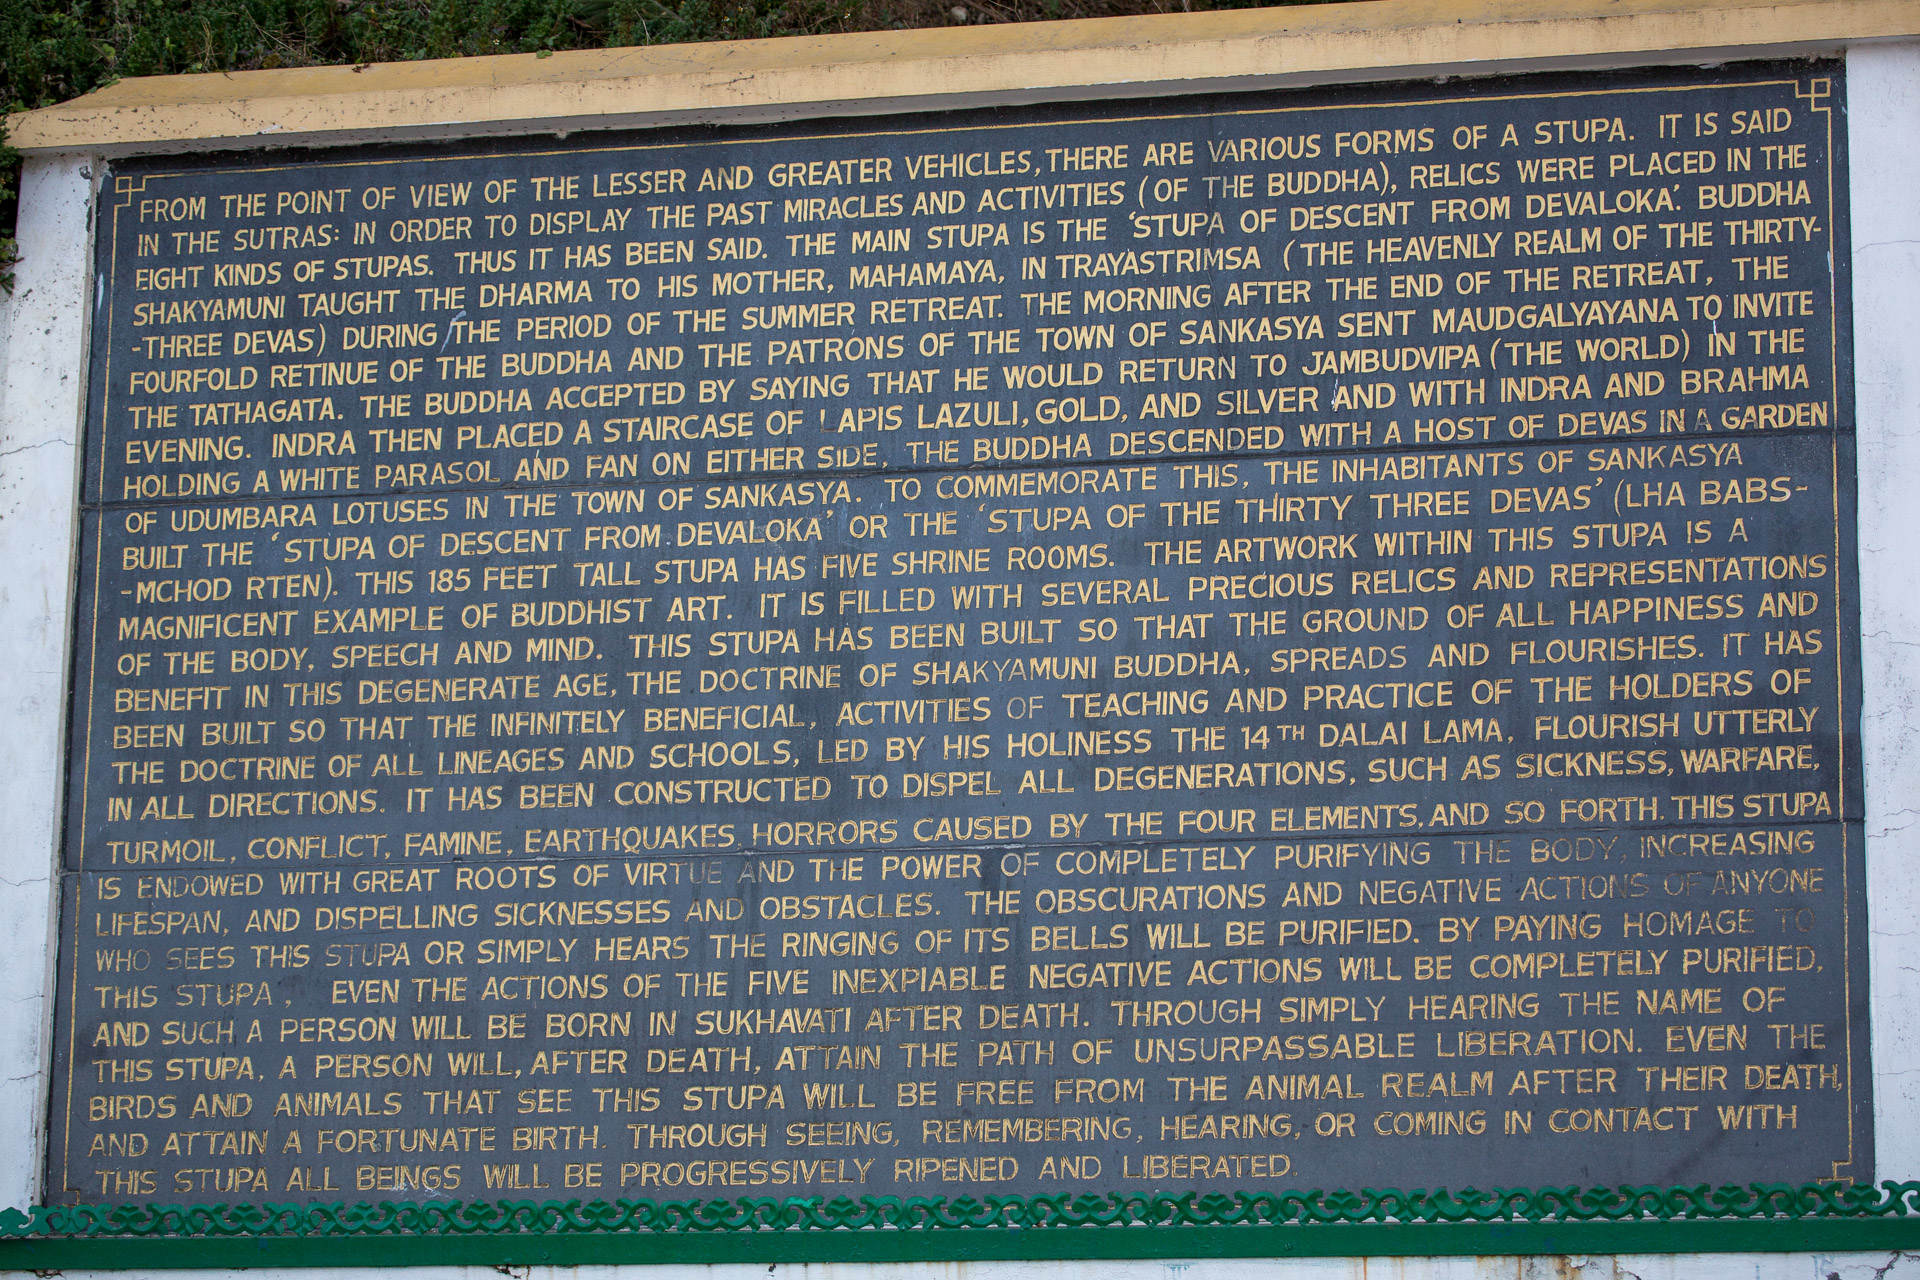 FROM THE POINT OF VIEW OF THE LESSER AND GREATER VEHICLES, THERE ARE VARIOUS FORMS OF A STUPA. IT IS SAID
IN THE SUTRAS: IN ORDER TO DISPLAY THE PAST MIRACLES AND ACTIVITIES (OF THE BUDDHA), RELICS WERE PLACED IN THE
EIGHT KINDS OF STUPAS. THUS IT HAS BEEN SAID. THE MAIN STUPA IS THE 'STUPA OF DESCENT FROM DEVALOKA'. BUDDHA
SHAKYAMUNI TAUGHT THE DHARMA TO HIS MOTHER, MAHAMAYA, IN TRAYASTRIMSA (THE HEAVENLY REALM OF THE THIRTY-
-THREE DEVAS) DURING THE PERIOD OF THE SUMMER RETREAT. THE MORNING AFTER THE END OF THE RETREAT, THE
FOURFOLD RETINUE OF THE BUDDHA AND THE PATRONS OF THE TOWN OF SANKASYA SENT MAUDGALYAYANA TO INVITE
THE TATHAGATA. THE BUDDHA ACCEPTED BY SAYING THAT HE WOULD RETURN TO JAMBUDVIPA (THE WORLD) IN THE
EVENING. INDRA THEN PLACED A STAIRCASE OF LAPIS LAZULI, GOLD, AND SILVER AND WITH INDRA AND BRAHMA
HOLDING A WHITE PARASOL AND FAN ON EITHER SIDE, THE BUDDHA DESCENDED WITH A HOST OF DEVAS IN A GARDEN
OF UDUMBARA LOTUSES IN THE TOWN OF SANKASYA. TO COMMEMORATE THIS, THE INHABITANTS OF SANKASYA
BUILT THE 'STUPA OF DESCENT FROM DEVALOKA' OR THE 'STUPA OF THE THIRTY THREE DEVAS' (LHA BABS-
-MCHOD RTEN). THIS 185 FEET TALL STUPA HAS FIVE SHRINE ROOMS. THE ARTWORK WITHIN THIS STUPA IS A
MAGNIFICENT EXAMPLE OF BUDDHIST ART. IT IS FILLED WITH SEVERAL PRECIOUS RELICS AND REPRESENTATIONS
OF THE BODY, SPEECH AND MIND. THIS STUPA HAS BEEN BUILT SO THAT THE GROUND OF ALL HAPPINESS AND
BENEFIT IN THIS DEGENERATE AGE, THE DOCTRINE OF SHAKYAMUNI BUDDHA, SPREADS AND FLOURISHES. IT HAS
BEEN BUILT SO THAT THE INFINITELY BENEFICIAL, ACTIVITIES OF TEACHING AND PRACTICE OF THE HOLDERS OF
THE DOCTRINE OF ALL LINEAGES AND SCHOOLS, LED BY HIS HOLINESS THE 14TH DALAI LAMA, FLOURISH UTTERLY
IN ALL DIRECTIONS. IT HAS BEEN CONSTRUCTED TO DISPEL ALL DEGENERATIONS, SUCH AS SICKNESS, WARFARE,
TURMOIL, CONFLICT, FAMINE, EARTHQUAKES, HORRORS CAUSED BY THE FOUR ELEMENTS, AND SO FORTH. THIS STUPA
IS ENDOWED WITH GREAT ROOTS OF VIRTUE AND THE POWER OF COMPLETELY PURIFYING THE BODY, INCREASING
LIFESPAN, AND DISPELLING SICKNESSES AND OBSTACLES. THE OBSCURATIONS AND NEGATIVE ACTIONS OF ANYONE
WHO SEES THIS STUPA OR SIMPLY HEARS THE RINGING OF ITS BELLS WILL BE PURIFIED. BY PAYING HOMAGE TO
THIS STUPA, EVEN THE ACTIONS OF THE FIVE INEXPIABLE NEGATIVE ACTIONS WILL BE COMPLETELY PURIFIED,
AND SUCH A PERSON WILL BE BORN IN SUKHAVATI AFTER DEATH. THROUGH SIMPLY HEARING THE NAME OF
THIS STUPA, A PERSON WILL, AFTER DEATH, ATTAIN THE PATH OF UNSURPASSABLE LIBERATION. EVEN THE
BIRDS AND ANIMALS THAT SEE THIS STUPA WILL BE FREE FROM THE ANIMAL REALM AFTER THEIR DEATH,
AND ATTAIN A FORTUNATE BIRTH. THROUGH SEEING, REMEMBERING, HEARING, OR COMING IN CONTACT WITH
THIS STUPA ALL BEINGS WILL BE PROGRESSIVELY RIPENED AND LIBERATED.